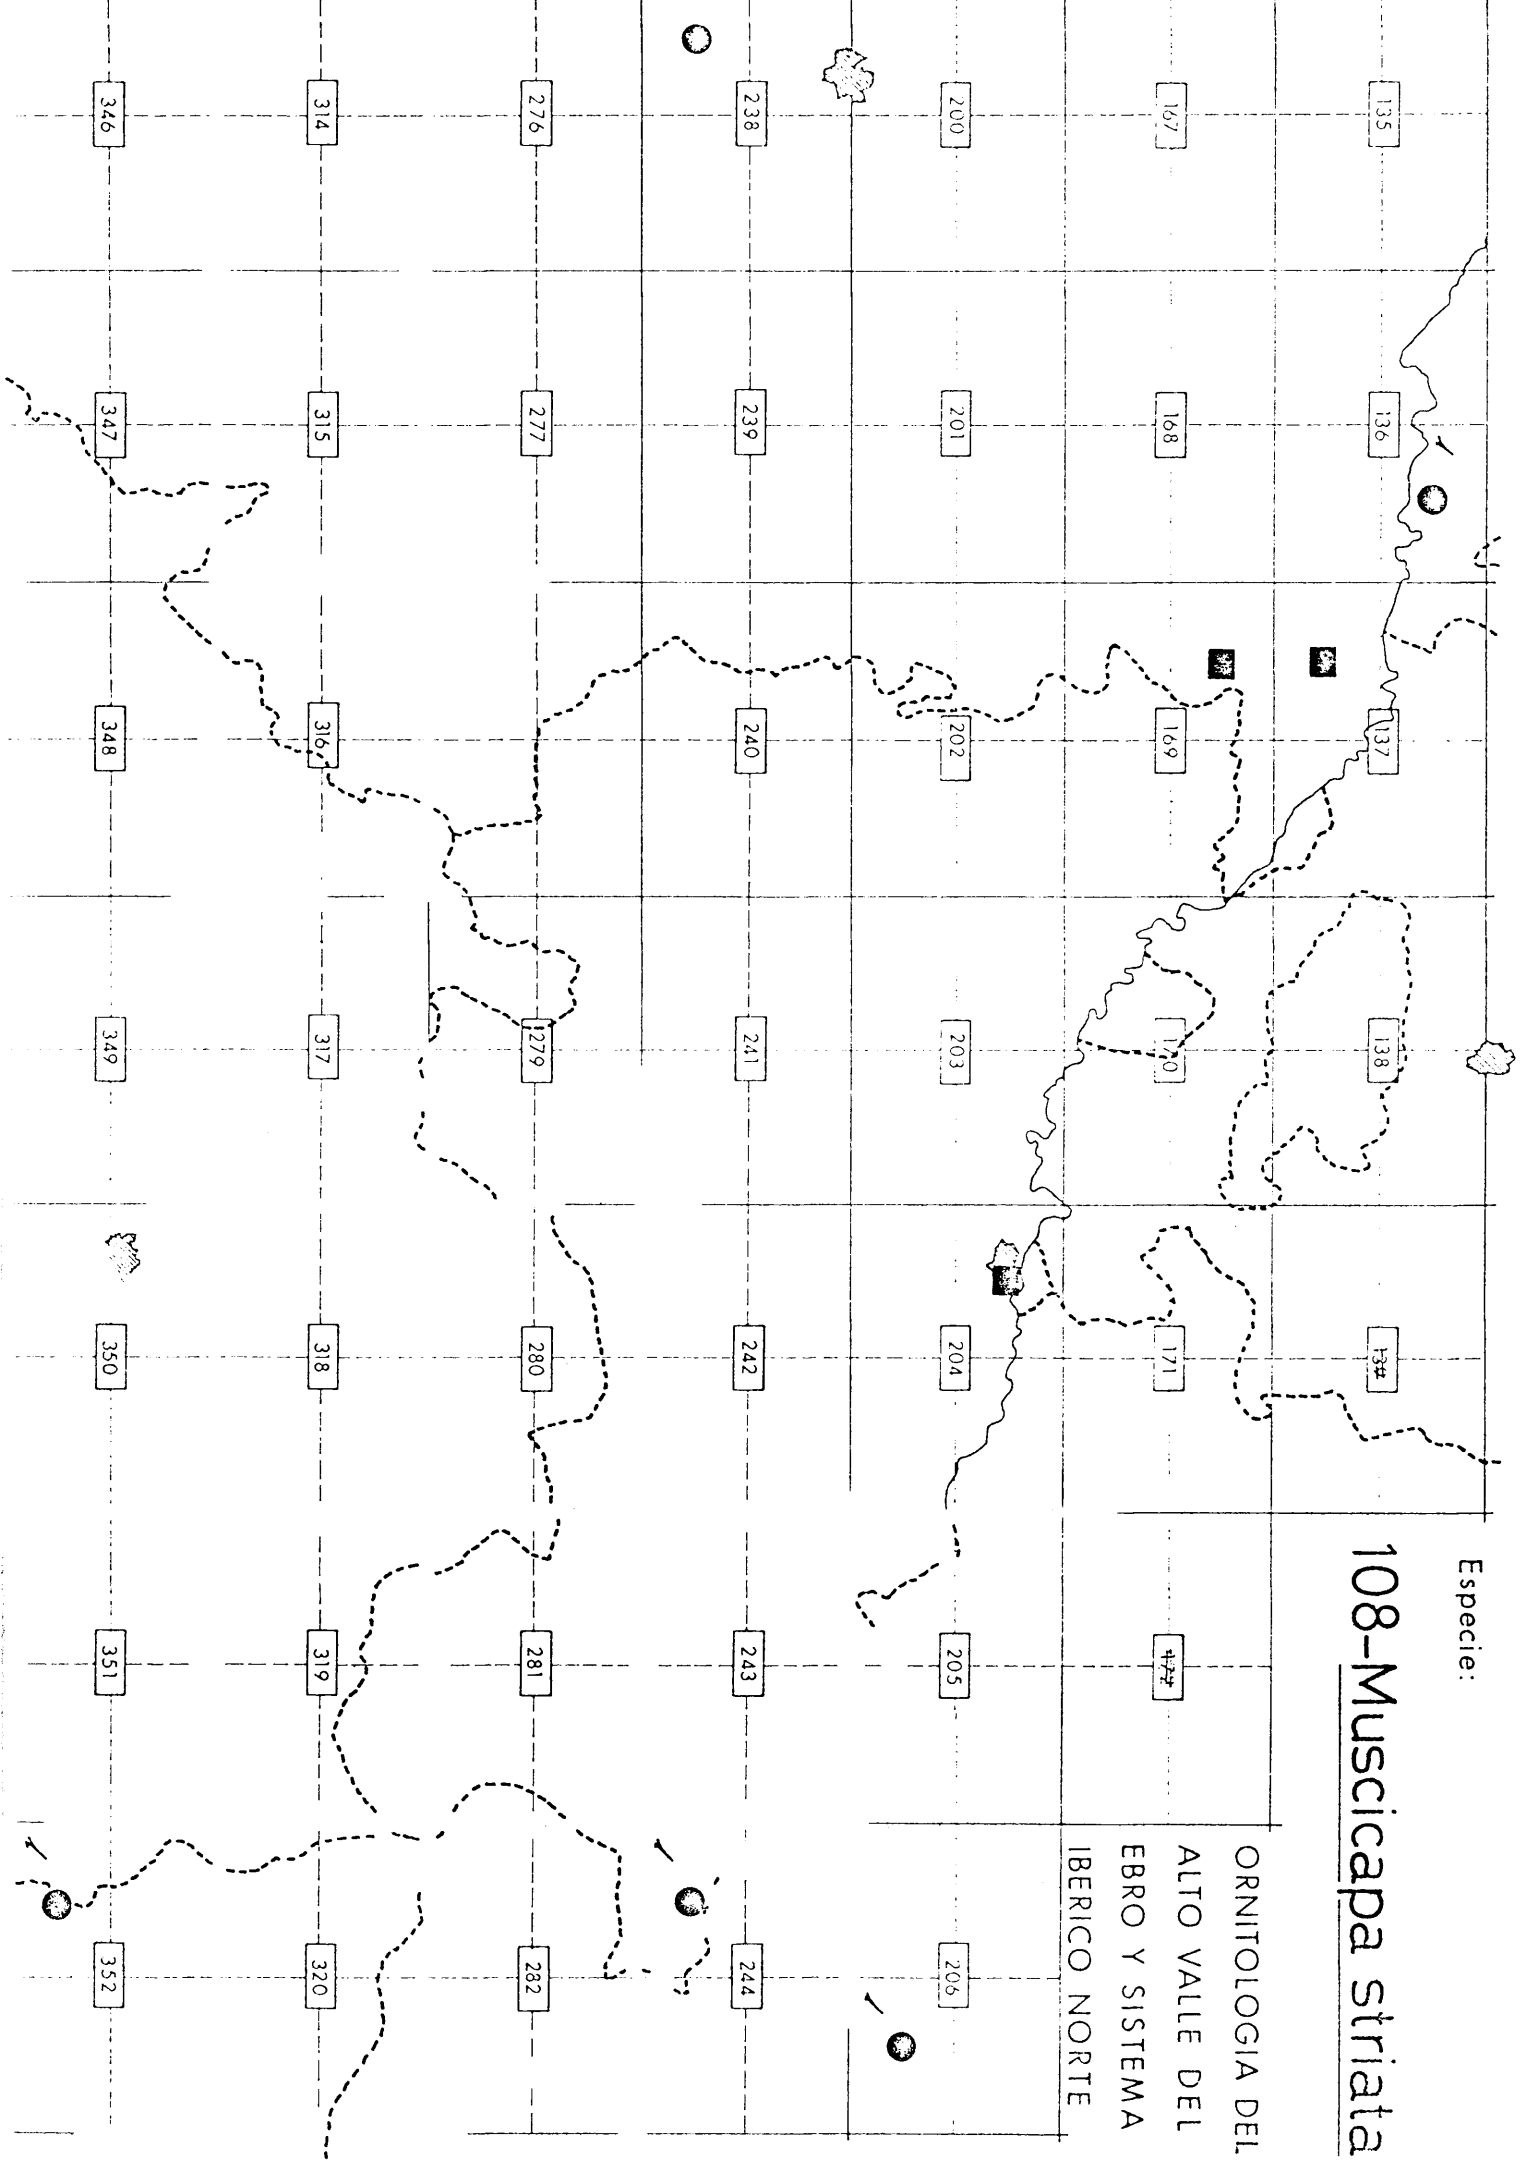 Especie:
108-Muscicapa striata
ORNITOLOGIA DEL
ALTO VALLE DEL
EBRO Y SISTEMA
IBERICO NORTE
135 136 137 138
167 168 169 170 171
200 201 202 203 204 205 206
238 239 240 241 242 243 244
276 277 279 280 281 282
314 315 316 317 318 319 320
346 347 348 349 350 351 352